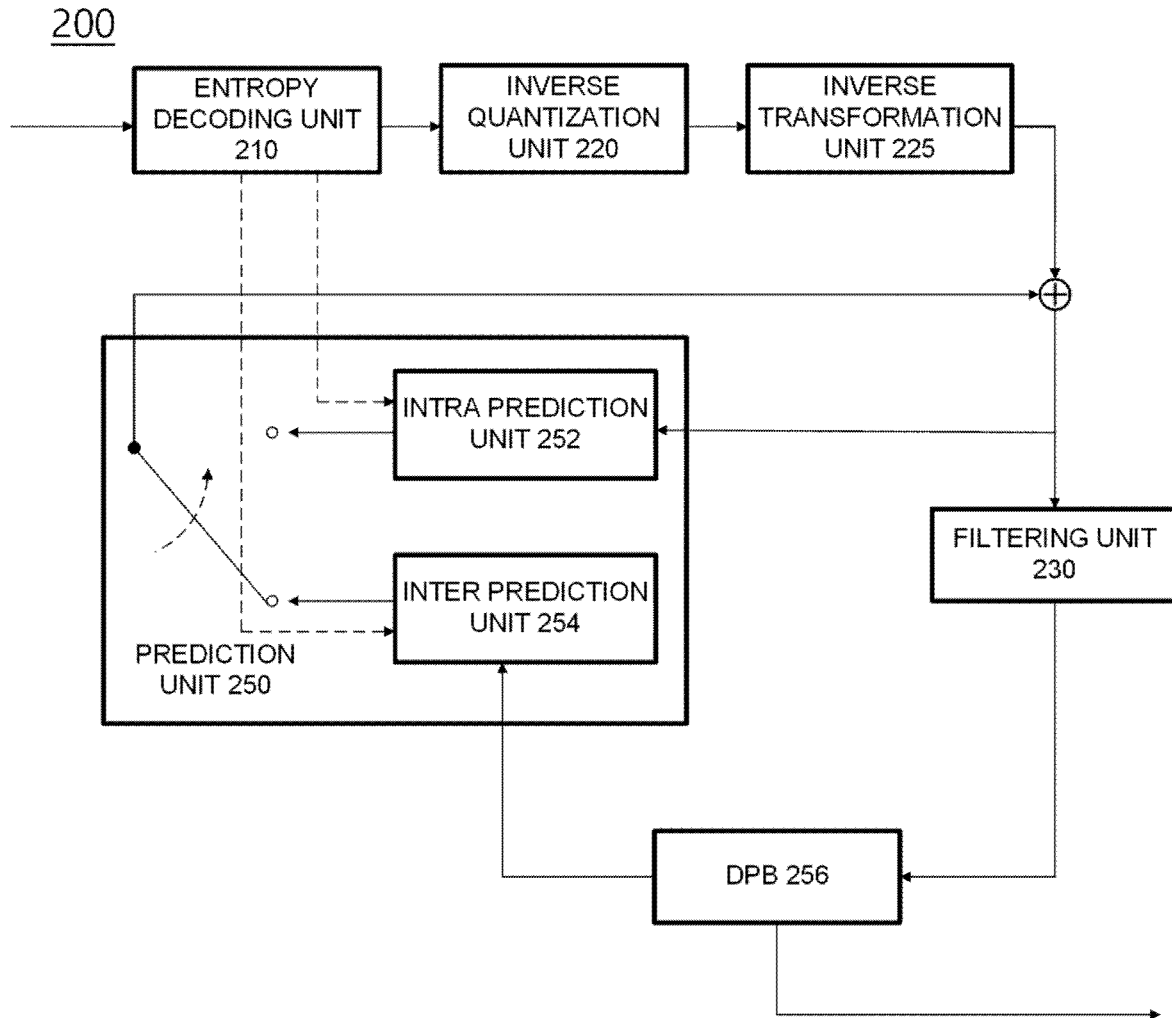 200
ENTROPY
DECODING UNIT
210
INVERSE
QUANTIZATION
UNIT 220
INVERSE
TRANSFORMATION
UNIT 225
INTRA PREDICTION
UNIT 252
FILTERING UNIT
230
INTER PREDICTION
UNIT 254
PREDICTION
UNIT 250
DPB 256